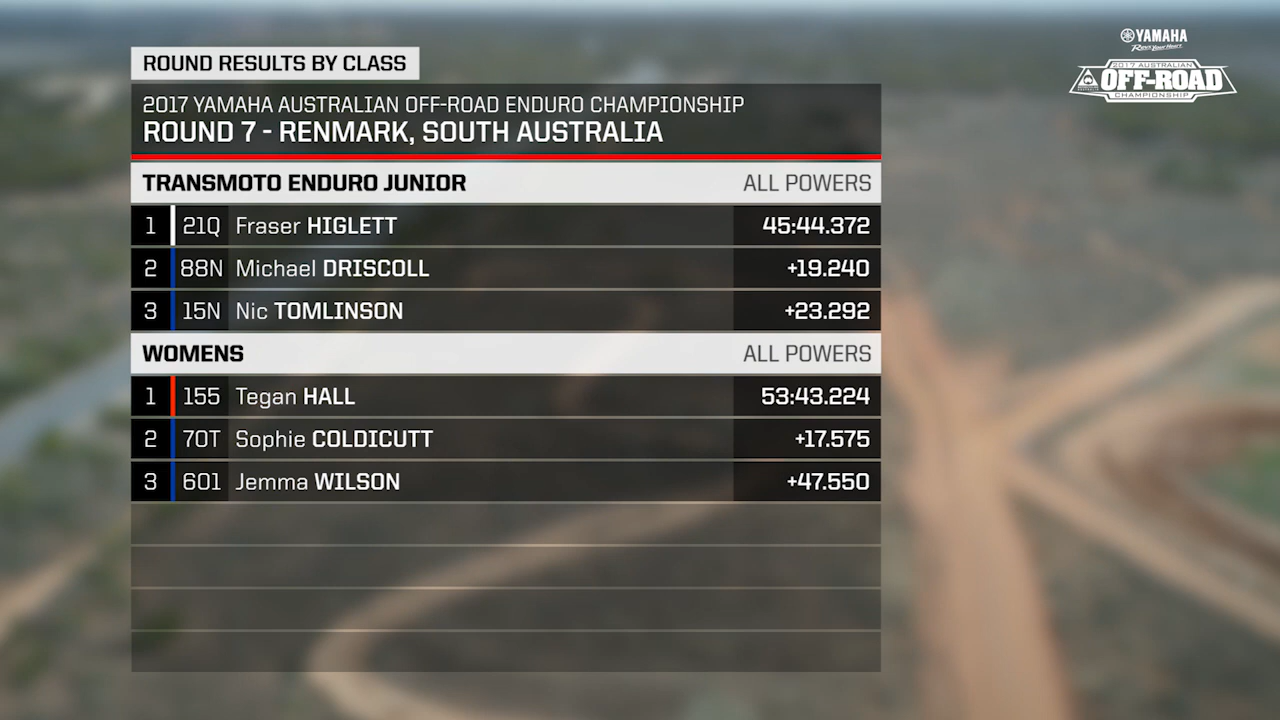 ROUND RESULTS BY CLASS
YAMAHA
Revs Your Heart
2017 AUSTRALIAN
OFF-ROAD
CHAMPIONSHIP
2017 YAMAHA AUSTRALIAN OFF-ROAD ENDURO CHAMPIONSHIP
ROUND 7 - RENMARK, SOUTH AUSTRALIA
TRANSMOTO ENDURO JUNIOR ALL POWERS
1 21Q Fraser HIGLETT 45:44.372
2 88N Michael DRISCOLL +19.240
3 15N Nic TOMLINSON +23.292
WOMENS ALL POWERS
1 155 Tegan HALL 53:43.224
2 70T Sophie COLDICUTT +17.575
3 601 Jemma WILSON +47.550